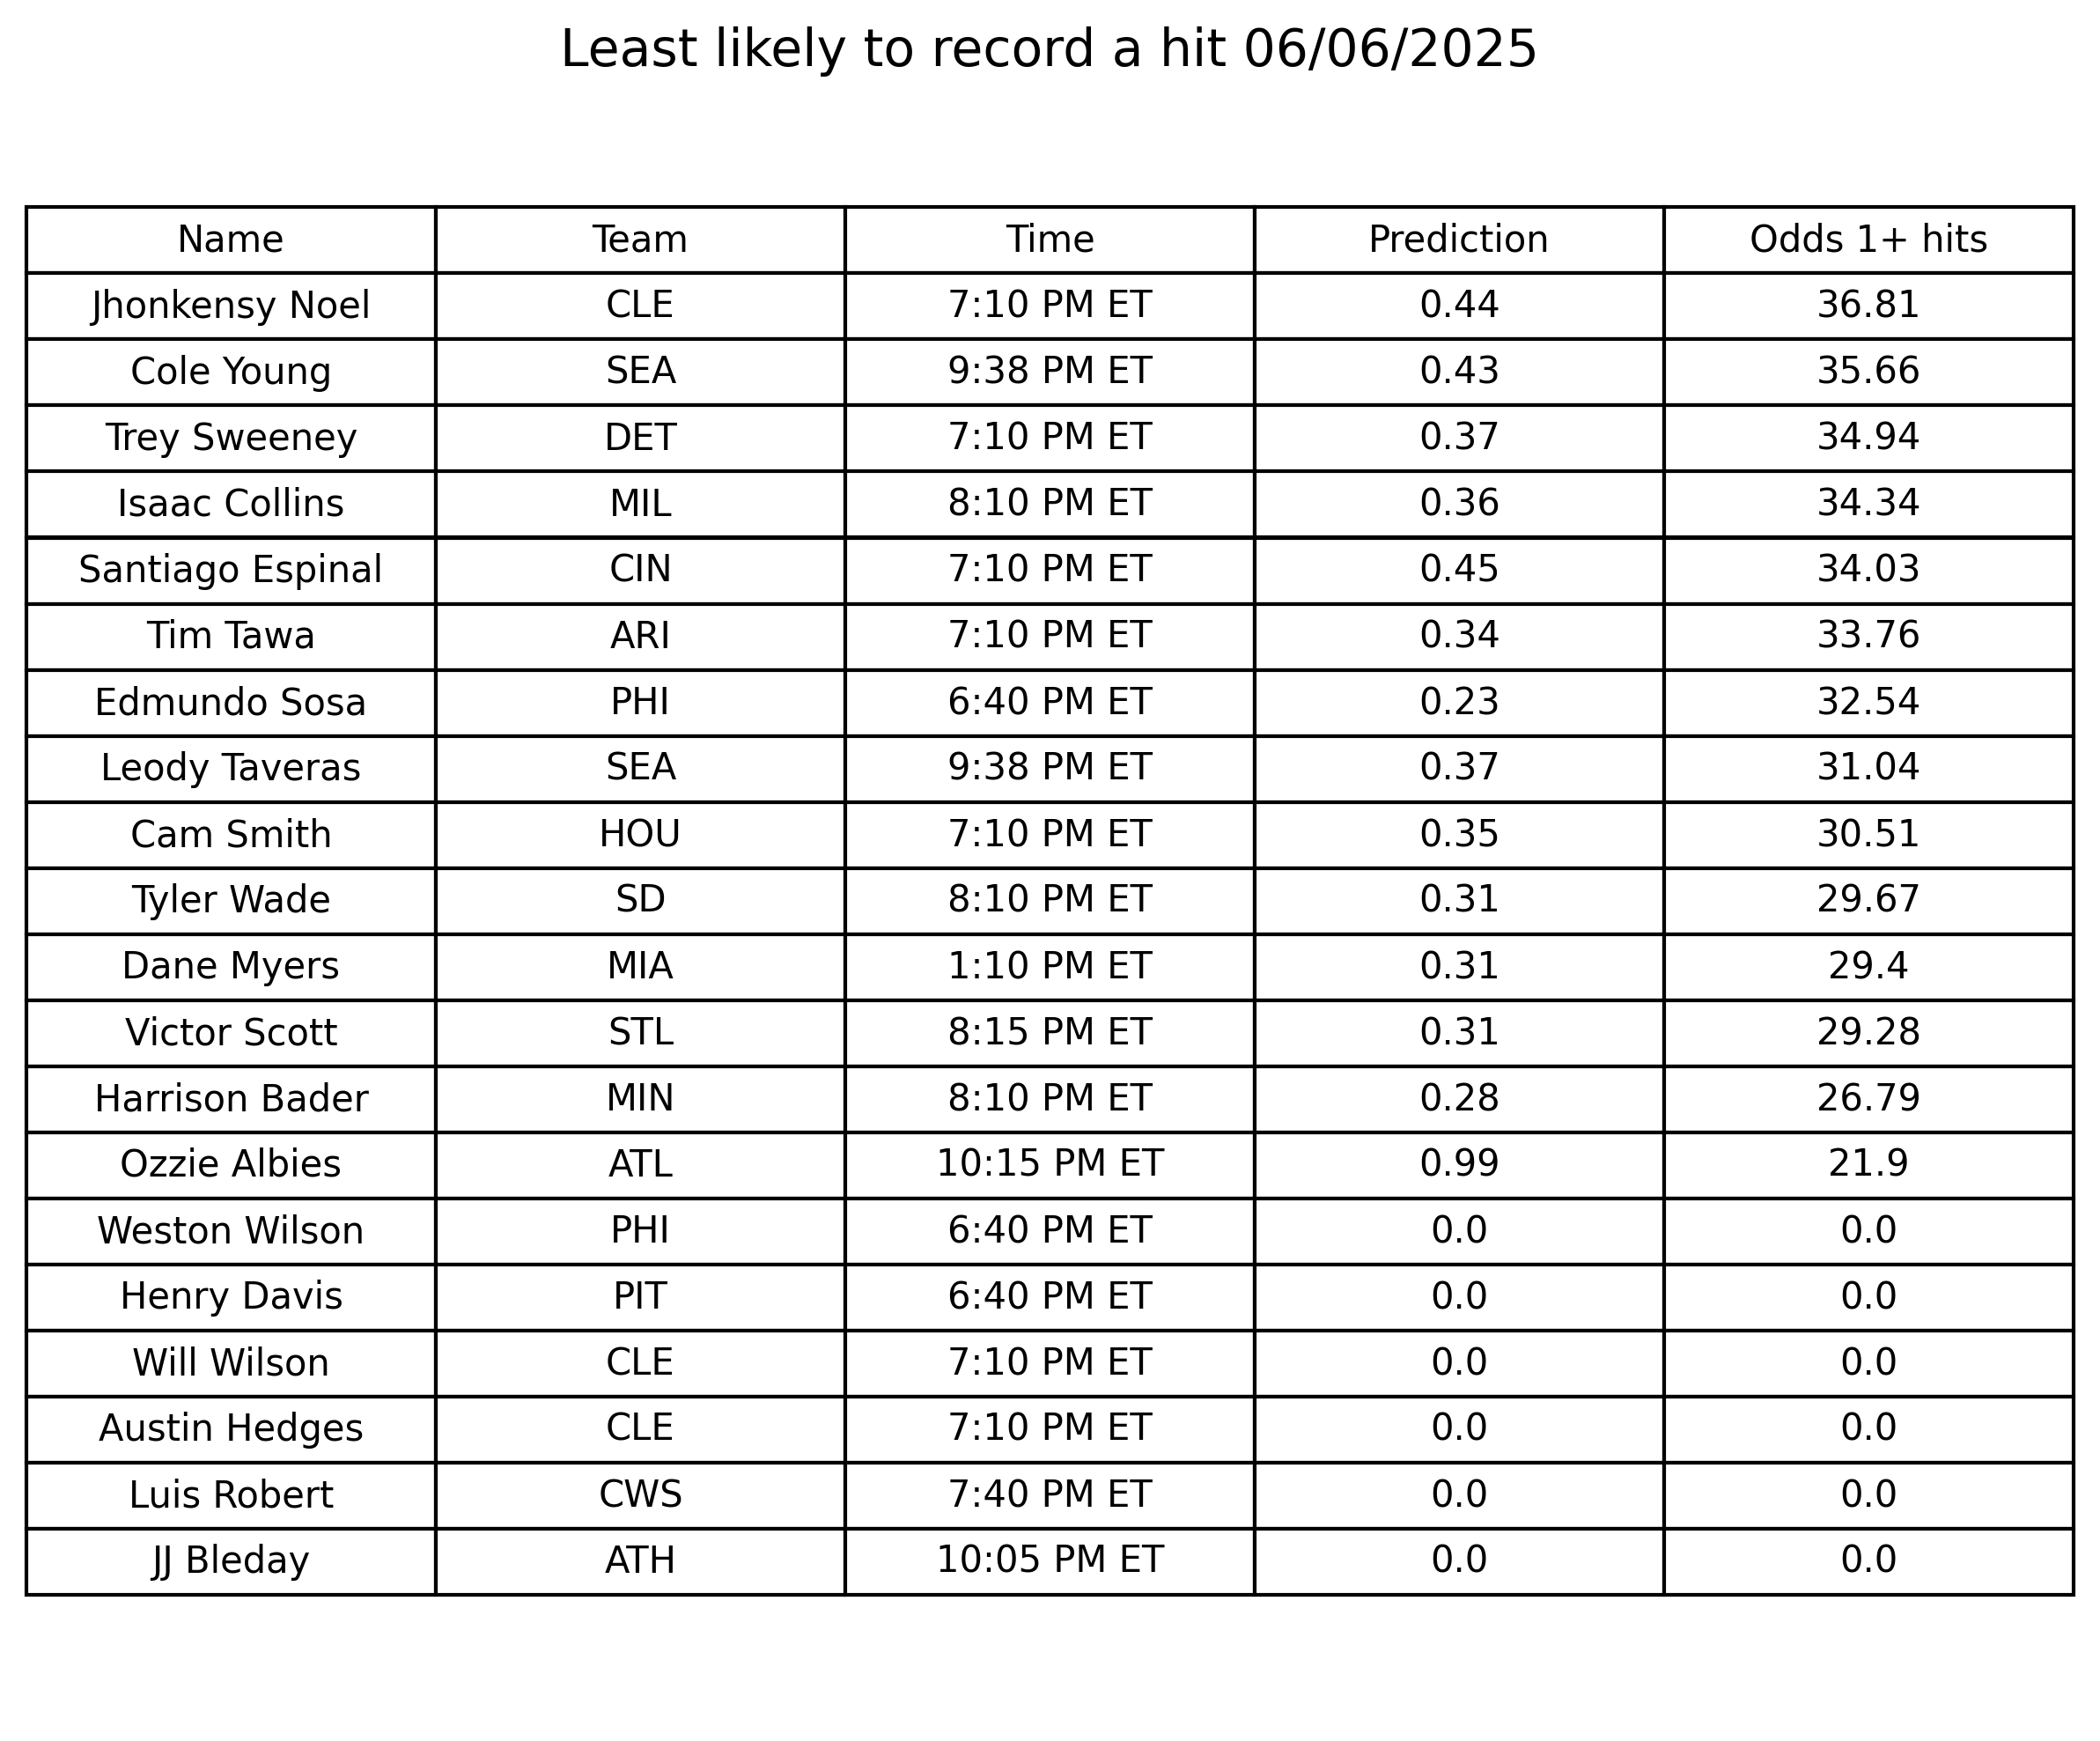 Least likely to record a hit 06/06/2025
Name Team Time Prediction Odds 1+ hits
Jhonkensy Noel CLE 7:10 PM ET 0.44 36.81
Cole Young SEA 9:38 PM ET 0.43 35.66
Trey Sweeney DET 7:10 PM ET 0.37 34.94
Isaac Collins MIL 8:10 PM ET 0.36 34.34
Santiago Espinal CIN 7:10 PM ET 0.45 34.03
Tim Tawa ARI 7:10 PM ET 0.34 33.76
Edmundo Sosa PHI 6:40 PM ET 0.23 32.54
Leody Taveras SEA 9:38 PM ET 0.37 31.04
Cam Smith HOU 7:10 PM ET 0.35 30.51
Tyler Wade SD 8:10 PM ET 0.31 29.67
Dane Myers MIA 1:10 PM ET 0.31 29.4
Victor Scott STL 8:15 PM ET 0.31 29.28
Harrison Bader MIN 8:10 PM ET 0.28 26.79
Ozzie Albies ATL 10:15 PM ET 0.99 21.9
Weston Wilson PHI 6:40 PM ET 0.0 0.0
Henry Davis PIT 6:40 PM ET 0.0 0.0
Will Wilson CLE 7:10 PM ET 0.0 0.0
Austin Hedges CLE 7:10 PM ET 0.0 0.0
Luis Robert CWS 7:40 PM ET 0.0 0.0
JJ Bleday ATH 10:05 PM ET 0.0 0.0